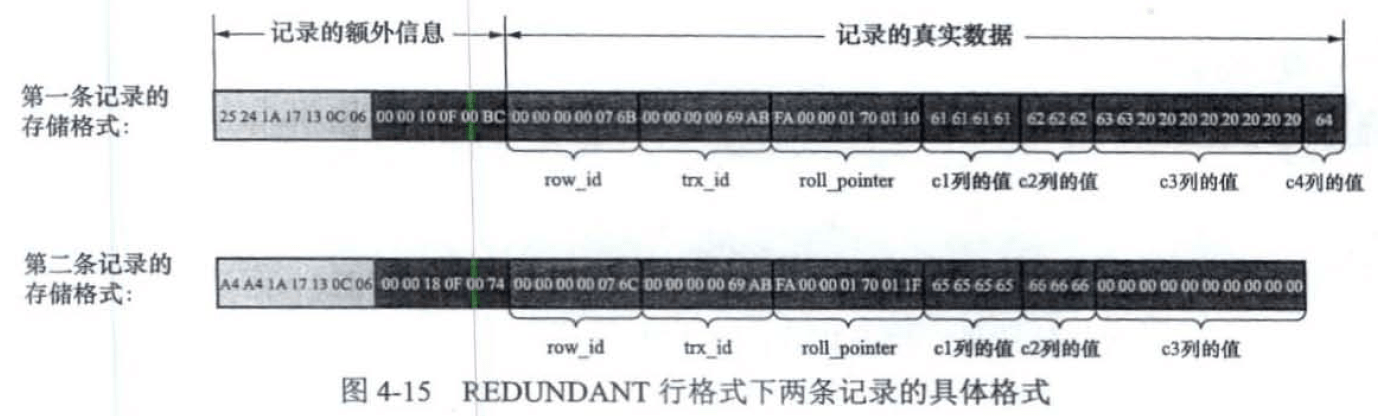 记录的额外信息 记录的真实数据
第一条记录的
存储格式:
25 24 1A 17 13 0C 06 00 00 10 0F 00 BC 00 00 00 00 07 6B 00 00 00 00 69 AB FA 00 00 01 70 01 10 61 61 61 61 62 62 62 63 63 20 20 20 20 20 20 20 20 64
row_id trx_id roll_pointer c1列的值 c2列的值 c3列的值 c4列的值
第二条记录的
存储格式:
A4 A4 1A 17 13 0C 06 00 00 18 0F 00 74 00 00 00 00 07 6C 00 00 00 00 69 AB FA 00 00 01 70 01 1F 65 65 65 65 66 66 66 00 00 00 00 00 00 00 00 00 00
row_id trx_id roll_pointer c1列的值 c2列的值 c3列的值
图 4-15 REDUNDANT 行格式下两条记录的具体格式